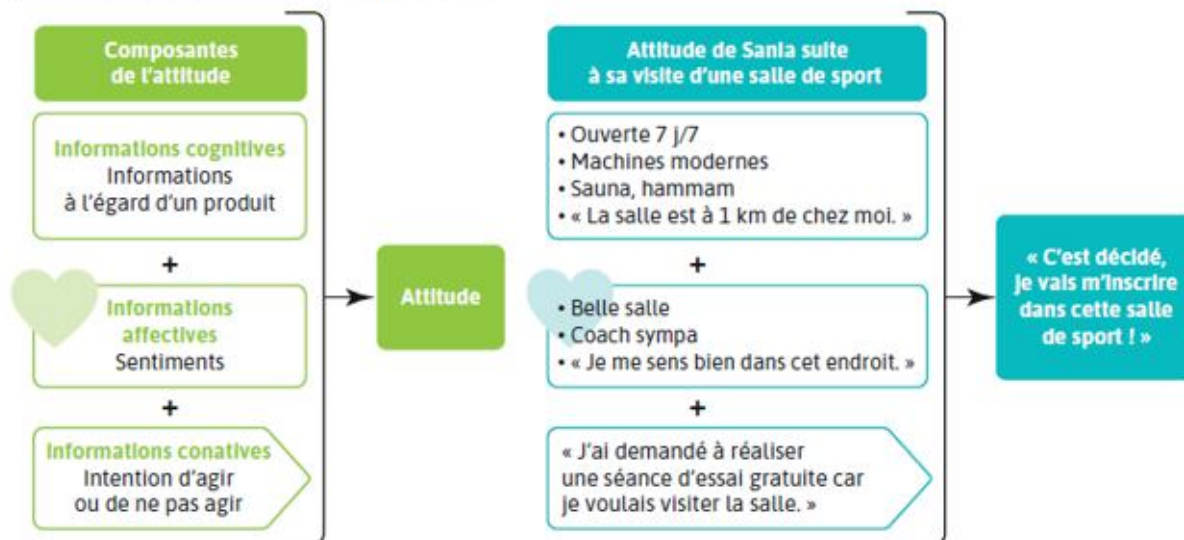 Composantes
de l'attitude
Informations cognitives
Informations
à l'égard d'un produit
+
Informations
affectives
Sentiments
+
Informations conatives
Intention d'agir
ou de ne pas agir
Attitude
Attitude de Sania suite
à sa visite d'une salle de sport
• Ouverte 7 j/7
• Machines modernes
• Sauna, hammam
• « La salle est à 1 km de chez moi. »
+
• Belle salle
• Coach sympa
• « Je me sens bien dans cet endroit. »
+
« J'ai demandé à réaliser
une séance d'essai gratuite car
je voulais visiter la salle. »
« C'est décidé,
je vais m'inscrire
dans cette salle
de sport ! »